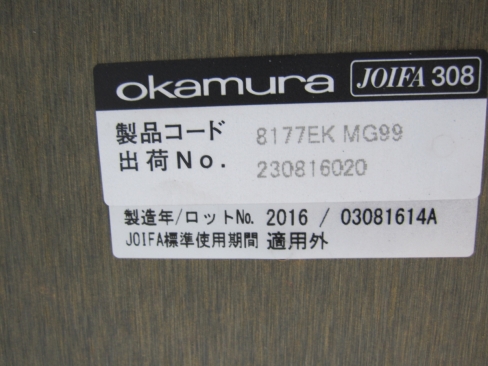 okamura JOIFA 308
製品コード 8177EK MG99
出荷No. 230816020
製造年/ロットNo. 2016 / 03081614A
JOIFA標準使用期間 適用外